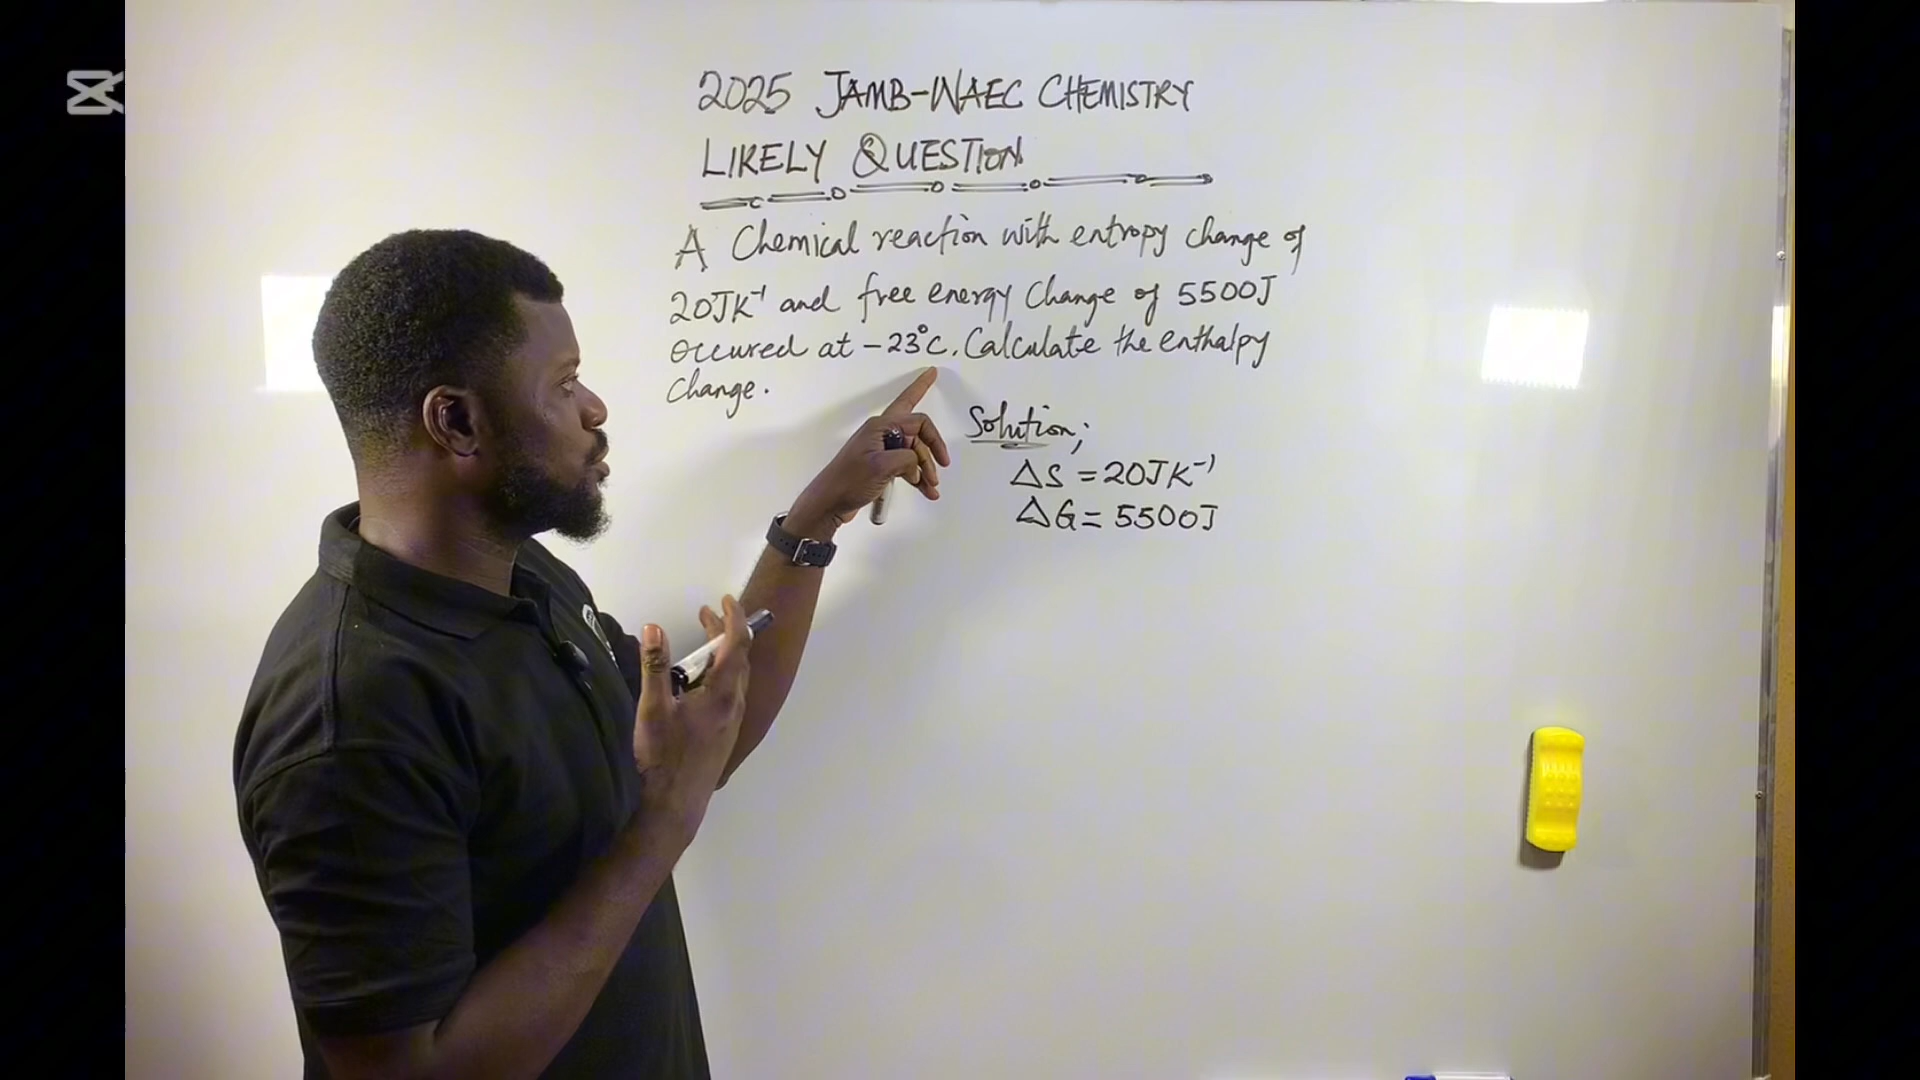 2025 JAMB-WAEC CHEMISTRY
LIKELY QUESTION
A Chemical reaction with entropy change of
20JK⁻¹ and free energy Change of 5500J
occured at -23°C. Calculate the enthalpy
Change.
Solution;
ΔS = 20JK⁻¹
ΔG = 5500J